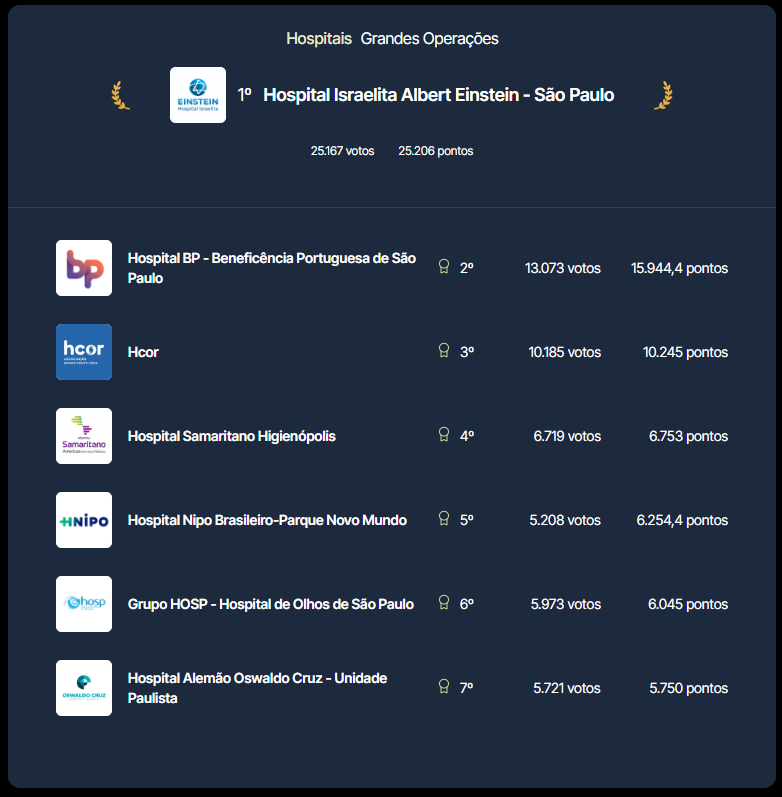 Hospitais Grandes Operações
EINSTEIN
Hospital Israelita
1º Hospital Israelita Albert Einstein - São Paulo
25.167 votos 25.206 pontos
bp
Hospital BP - Beneficência Portuguesa de São
Paulo
2º 13.073 votos 15.944,4 pontos
hcor
Hcor 3º 10.185 votos 10.245 pontos
Samaritano
Hospital Samaritano Higienópolis 4º 6.719 votos 6.753 pontos
HNIPO
Hospital Nipo Brasileiro-Parque Novo Mundo 5º 5.208 votos 6.254,4 pontos
hosp
Grupo HOSP - Hospital de Olhos de São Paulo 6º 5.973 votos 6.045 pontos
OSWALDO CRUZ
Hospital Alemão Oswaldo Cruz - Unidade
Paulista
7º 5.721 votos 5.750 pontos